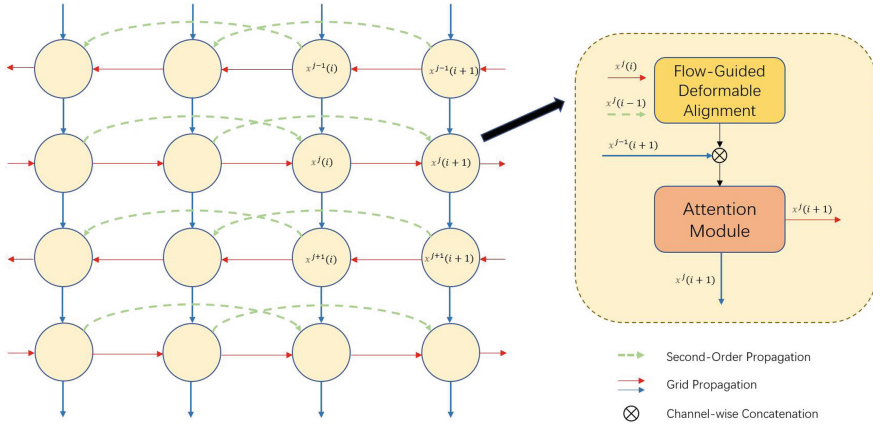 x^{j-1}(i)
x^{j-1}(i+1)
x^{j}(i)
x^{j}(i+1)
x^{j+1}(i)
x^{j+1}(i+1)
x^{j}(i)
x^{j}(i−1)
Flow-Guided
Deformable
Alignment
x^{j-1}(i+1)
Attention
Module
x^{j}(i+1)
x^{j}(i+1)
Second-Order Propagation
Grid Propagation
Channel-wise Concatenation